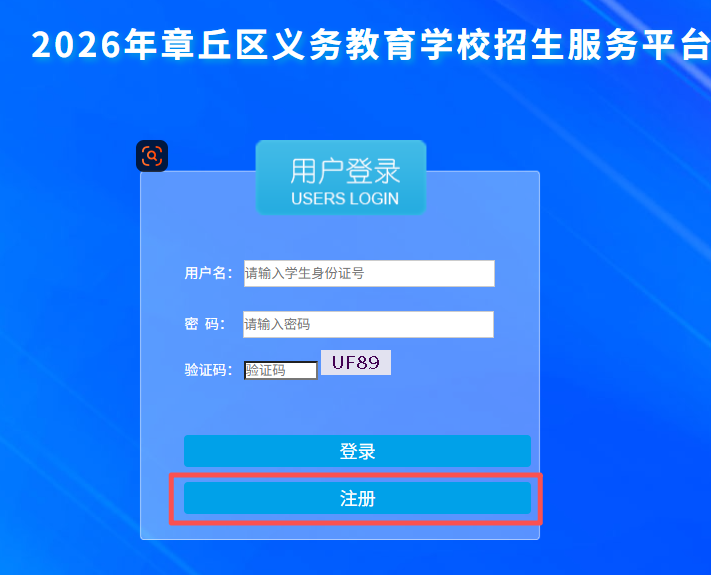 2026年章丘区义务教育学校招生服务平台
用户登录
USERS LOGIN
用户名： 请输入学生身份证号
密 码： 请输入密码
验证码： 验证码 UF89
登录
注册